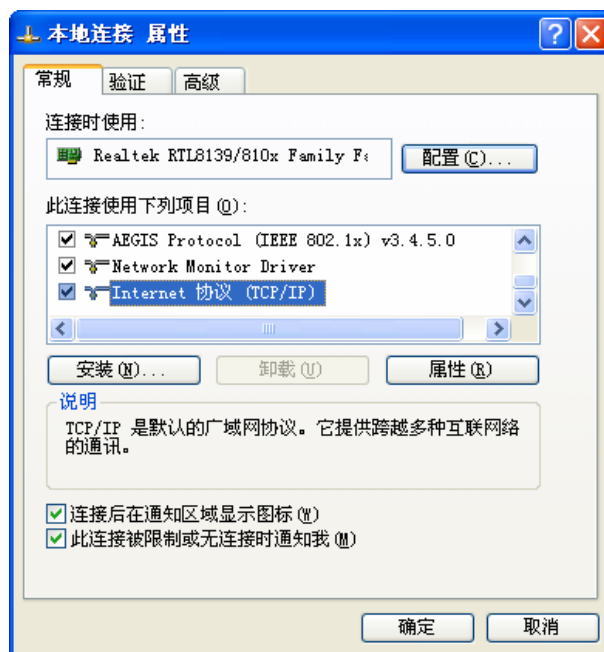 本地连接 属性
常规 验证 高级
连接时使用:
Realtek RTL8139/810x Family Fa
配置(C)...
此连接使用下列项目(O):
AEGIS Protocol (IEEE 802.1x) v3.4.5.0
Network Monitor Driver
Internet 协议 (TCP/IP)
安装(N)... 卸载(U) 属性(R)
说明
TCP/IP 是默认的广域网协议。它提供跨越多种互联网络
的通讯。
连接后在通知区域显示图标(W)
此连接被限制或无连接时通知我(M)
确定 取消